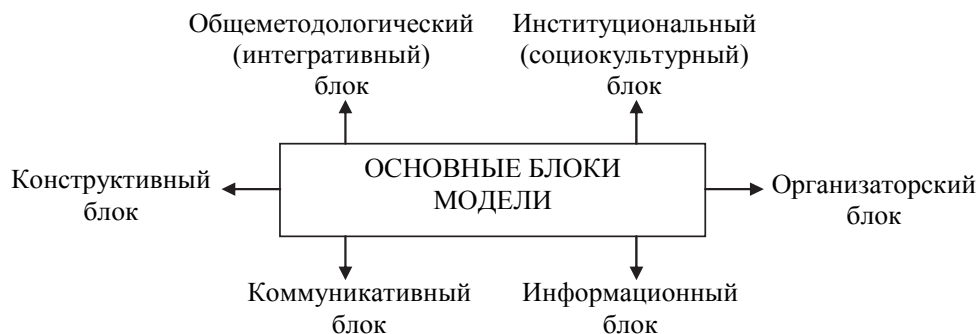 Общеметодологический
(интегративный)
блок
Институциональный
(социокультурный)
блок
ОСНОВНЫЕ БЛОКИ
МОДЕЛИ
Конструктивный
блок
Организаторский
блок
Коммуникативный
блок
Информационный
блок